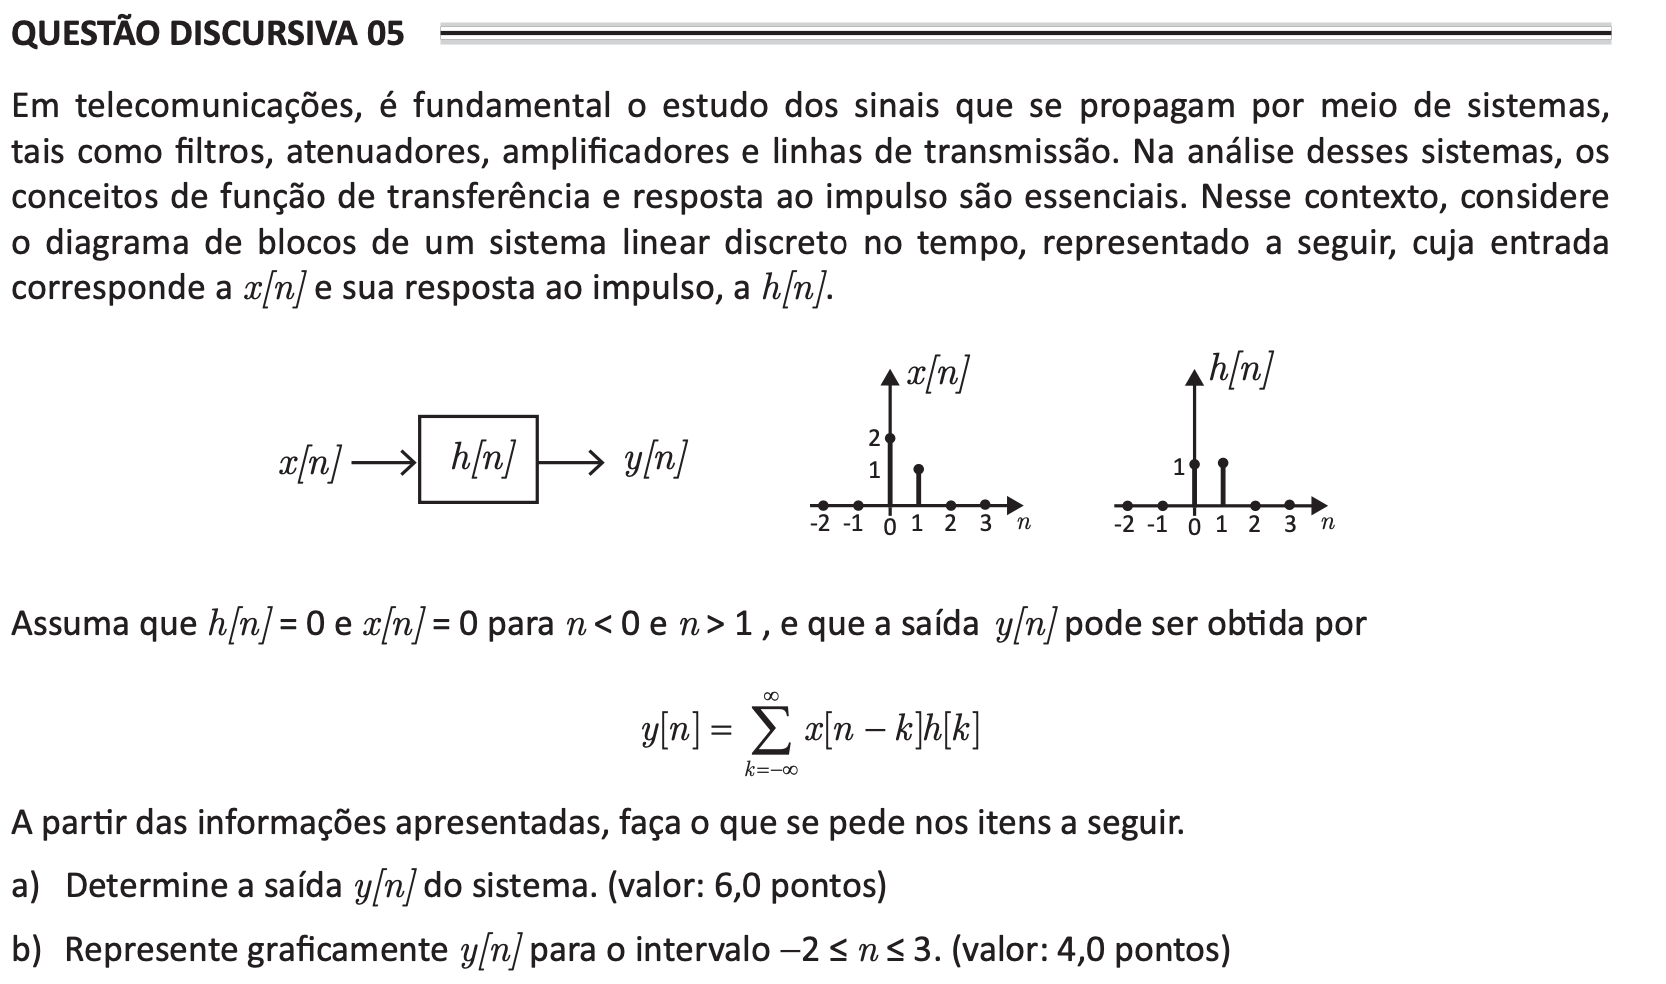 QUESTÃO DISCURSIVA 05
Em telecomunicações, é fundamental o estudo dos sinais que se propagam por meio de sistemas,
tais como filtros, atenuadores, amplificadores e linhas de transmissão. Na análise desses sistemas, os
conceitos de função de transferência e resposta ao impulso são essenciais. Nesse contexto, considere
o diagrama de blocos de um sistema linear discreto no tempo, representado a seguir, cuja entrada
corresponde a x[n] e sua resposta ao impulso, a h[n].
x[n] h[n] y[n]
x[n]
2
1
-2 -1 0 1 2 3 n
h[n]
1
-2 -1 0 1 2 3 n
Assuma que h[n] = 0 e x[n] = 0 para n < 0 e n > 1 , e que a saída y[n] pode ser obtida por
y[n] = ∑ x[n − k]h[k]
∞
k=−∞
A partir das informações apresentadas, faça o que se pede nos itens a seguir.
a) Determine a saída y[n] do sistema. (valor: 6,0 pontos)
b) Represente graficamente y[n] para o intervalo −2 ≤ n ≤ 3. (valor: 4,0 pontos)